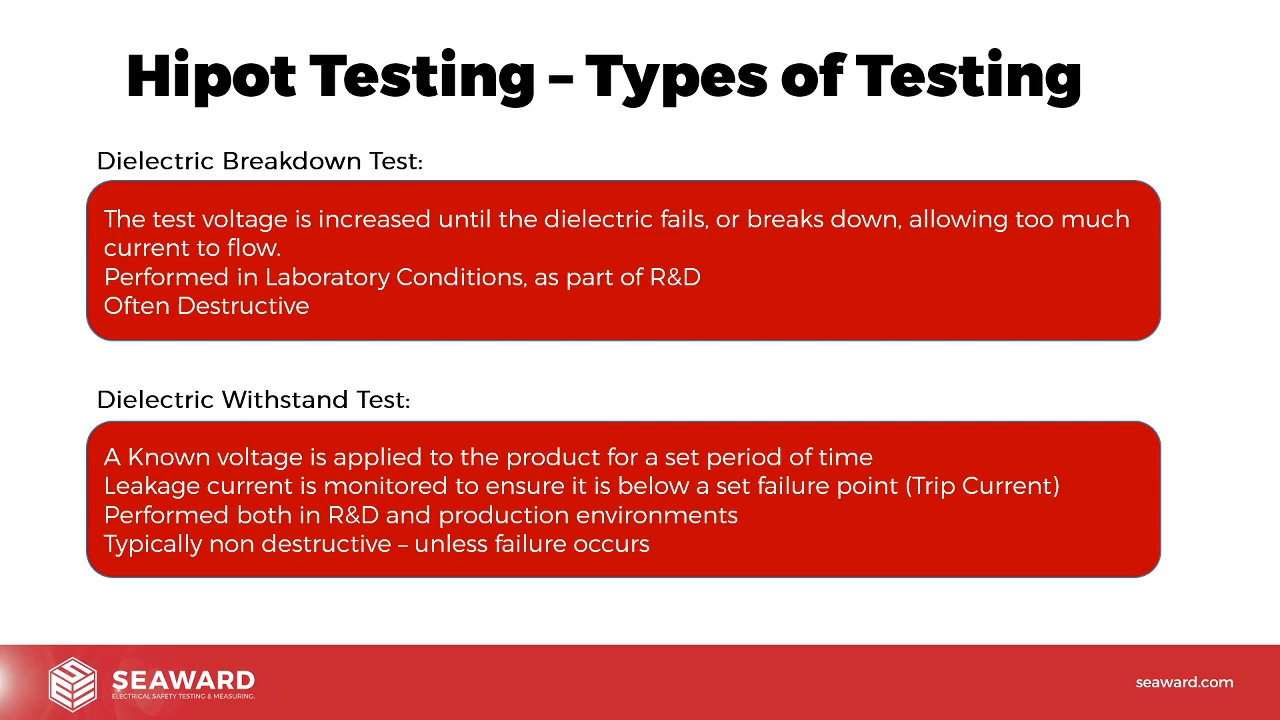 Hipot Testing – Types of Testing
Dielectric Breakdown Test:
The test voltage is increased until the dielectric fails, or breaks down, allowing too much
current to flow.
Performed in Laboratory Conditions, as part of R&D
Often Destructive
Dielectric Withstand Test:
A Known voltage is applied to the product for a set period of time
Leakage current is monitored to ensure it is below a set failure point (Trip Current)
Performed both in R&D and production environments
Typically non destructive – unless failure occurs
SEAWARD
ELECTRICAL SAFETY TESTING & MEASURING.
seaward.com